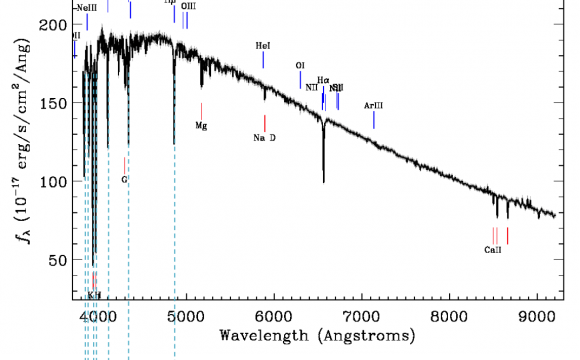 Hβ
NeIII OIII
200
HeI
OI
Hα
NII SII
150
ArIII
Mg
Na D
100
G
50
CaII
K H
4000 5000 6000 7000 8000 9000
Wavelength (Angstroms)
f_λ (10^-17 erg/s/cm^2/Ang)